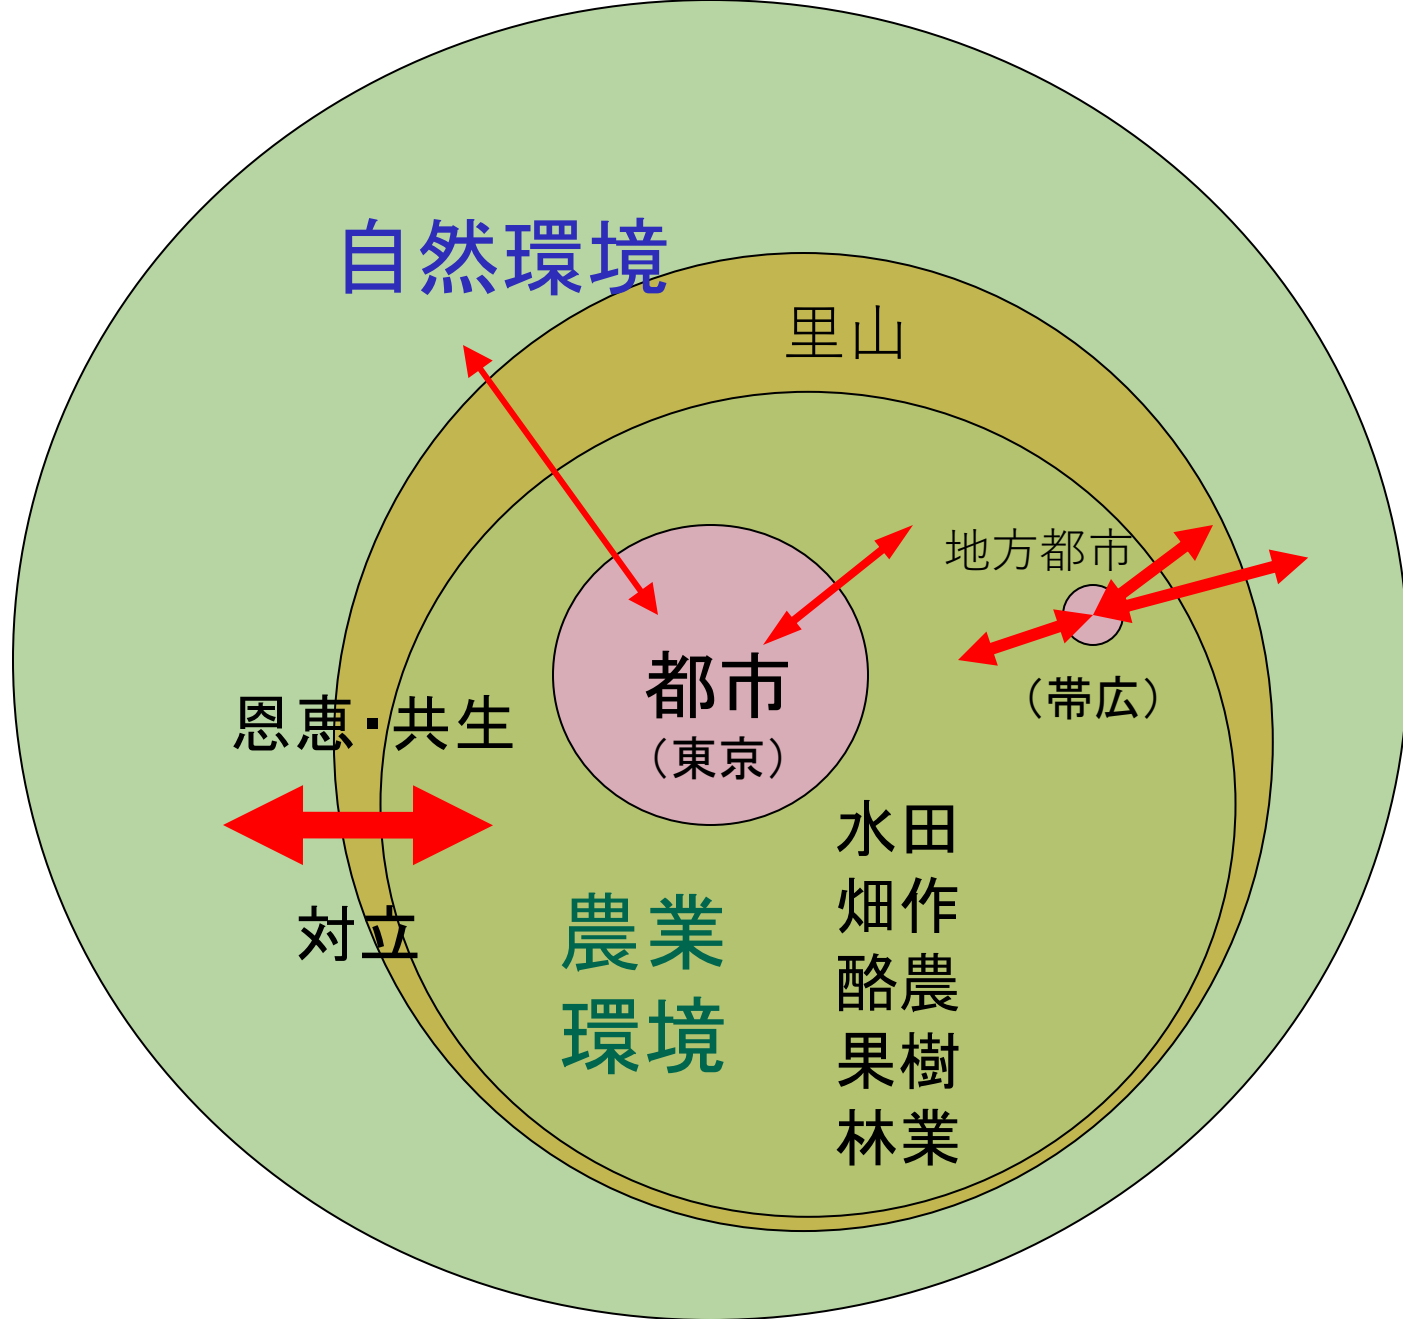 自然環境
里山
地方都市
(帯広)
都市
(東京)
恩恵・共生
対立
農業
環境
水田
畑作
酪農
果樹
林業